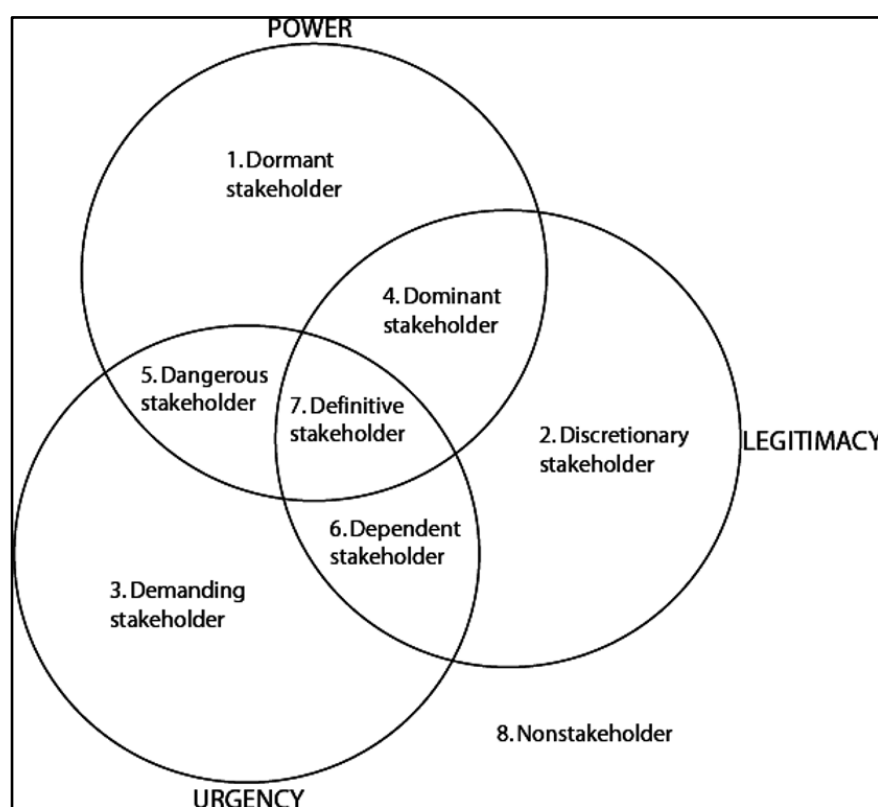 POWER
1. Dormant
stakeholder
4. Dominant
stakeholder
5. Dangerous
stakeholder
7. Definitive
stakeholder
2. Discretionary
stakeholder
LEGITIMACY
6. Dependent
stakeholder
3. Demanding
stakeholder
8. Nonstakeholder
URGENCY